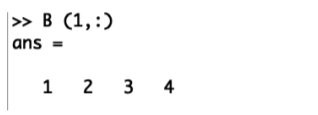 >> B (1,:)
ans =
1 2 3 4